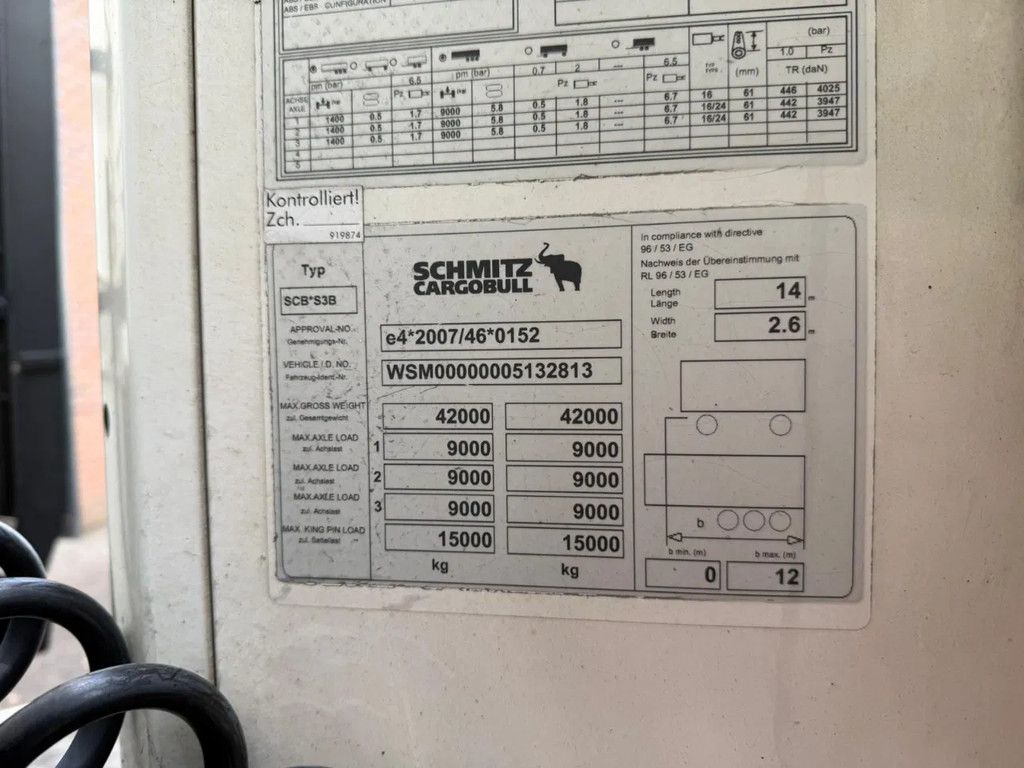 ABS / EBS CONFIGURATION
(bar)
1.0 Pz
pm (bar) 6.5 pm (bar) 0.7 2 --- 6.5
Pz Pz Pz (mm) TR (daN)
ACHSE
AXLE
1 1400 0.5 1.7 9000 5.8 0.5 1.8 --- 6.7 16 61 446 4025
2 1400 0.5 1.7 9000 5.8 0.5 1.8 --- 6.7 16/24 61 442 3947
3 1400 0.5 1.7 9000 5.8 0.5 1.8 --- 6.7 16/24 61 442 3947
4
5
Kontrolliert!
Zch.
919874
Typ
SCB*S3B
SCHMITZ
CARGOBULL
APPROVAL-NO.
Genehmigungs-Nr.
e4*2007/46*0152
VEHICLE I.D. NO.
Fahrzeug-Ident.-Nr.
WSM00000005132813
MAX.GROSS WEIGHT
zul. Gesamtgewicht
42000 42000
MAX.AXLE LOAD
zul. Achslast
1 9000 9000
MAX.AXLE LOAD
zul. Achslast
2 9000 9000
MAX.AXLE LOAD
zul. Achslast
3 9000 9000
MAX. KING PIN LOAD
zul. Sattellast
15000 15000
kg kg
In compliance with directive
96 / 53 / EG
Nachweis der Übereinstimmung mit
RL 96 / 53 / EG
Length
Länge
14 m
Width
Breite
2.6 m
b
b min. (m) b max. (m)
0 12